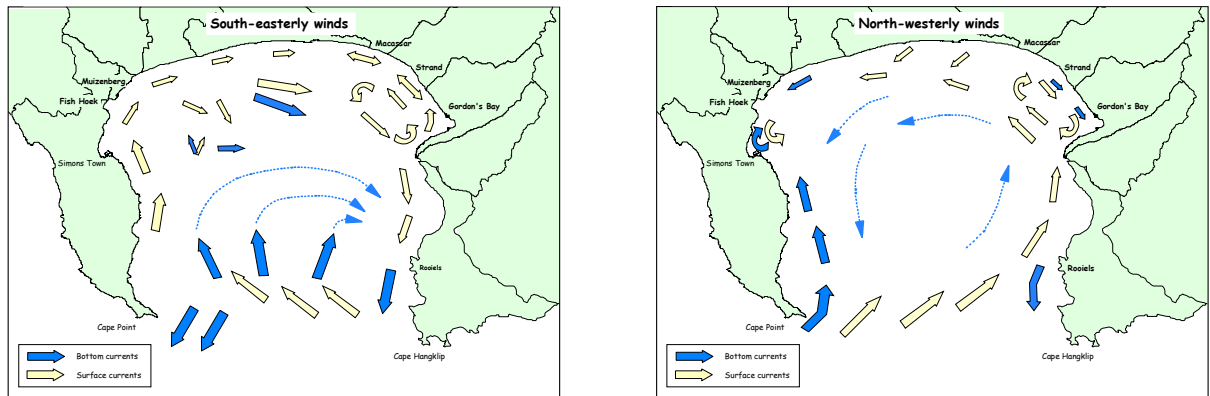 South-easterly winds
Macassar
Strand
Muizenberg
Fish Hoek
Gordon's Bay
Simons Town
Rooiels
Cape Point
Cape Hangklip
Bottom currents
Surface currents
North-westerly winds
Macassar
Strand
Muizenberg
Fish Hoek
Gordon's Bay
Simons Town
Rooiels
Cape Point
Cape Hangklip
Bottom currents
Surface currents